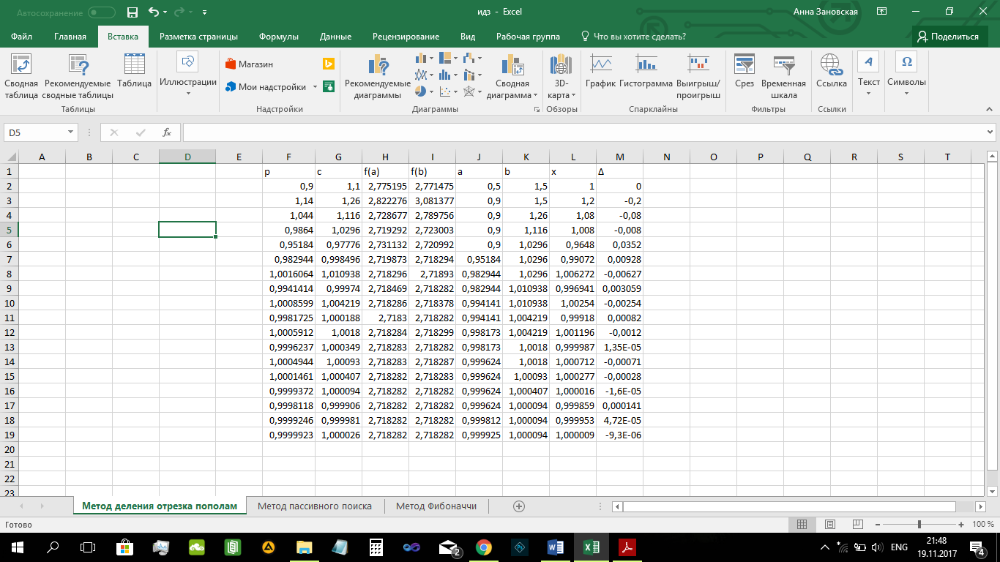 Автосохранение
идз - Excel
Анна Зановская
Файл Главная Вставка Разметка страницы Формулы Данные Рецензирование Вид Рабочая группа Что вы хотите сделать? Поделиться
Сводная таблица
Рекомендуемые сводные таблицы
Таблица
Таблицы
Иллюстрации
Магазин
Мои надстройки
Надстройки
Рекомендуемые диаграммы
Сводная диаграмма
Диаграммы
3D-карта
Обзоры
График Гистограмма Выигрыш/проигрыш
Спарклайны
Срез Временная шкала
Фильтры
Ссылка
Ссылки
Текст
Символы
D5 fx
A B C D E F G H I J K L M N O P Q R S T
1 p c f(a) f(b) a b x Δ
2 0,9 1,1 2,775195 2,771475 0,5 1,5 1 0
3 1,14 1,26 2,822276 3,081377 0,9 1,5 1,2 -0,2
4 1,044 1,116 2,728677 2,789756 0,9 1,26 1,08 -0,08
5 0,9864 1,0296 2,719292 2,723003 0,9 1,116 1,008 -0,008
6 0,95184 0,97776 2,731132 2,720992 0,9 1,0296 0,9648 0,0352
7 0,982944 0,998496 2,719873 2,718294 0,95184 1,0296 0,99072 0,00928
8 1,0016064 1,010938 2,718296 2,71893 0,982944 1,0296 1,006272 -0,00627
9 0,9941414 0,99974 2,718469 2,718282 0,982944 1,010938 0,996941 0,003059
10 1,0008599 1,004219 2,718286 2,718378 0,994141 1,010938 1,00254 -0,00254
11 0,9981725 1,000188 2,7183 2,718282 0,994141 1,004219 0,99918 0,00082
12 1,0005912 1,0018 2,718284 2,718299 0,998173 1,004219 1,001196 -0,0012
13 0,9996237 1,000349 2,718283 2,718282 0,998173 1,0018 0,999987 1,35E-05
14 1,0004944 1,00093 2,718283 2,718287 0,999624 1,0018 1,000712 -0,00071
15 1,0001461 1,000407 2,718282 2,718283 0,999624 1,00093 1,000277 -0,00028
16 0,9999372 1,000094 2,718282 2,718282 0,999624 1,000407 1,000016 -1,6E-05
17 0,9998118 0,999906 2,718282 2,718282 0,999624 1,000094 0,999859 0,000141
18 0,9999246 0,999981 2,718282 2,718282 0,999812 1,000094 0,999953 4,72E-05
19 0,9999923 1,000026 2,718282 2,718282 0,999925 1,000094 1,000009 -9,3E-06
20
21
22
23
Метод деления отрезка пополам Метод пассивного поиска Метод Фибоначчи
Готово 100 %
2 ENG 21:48
19.11.2017 4